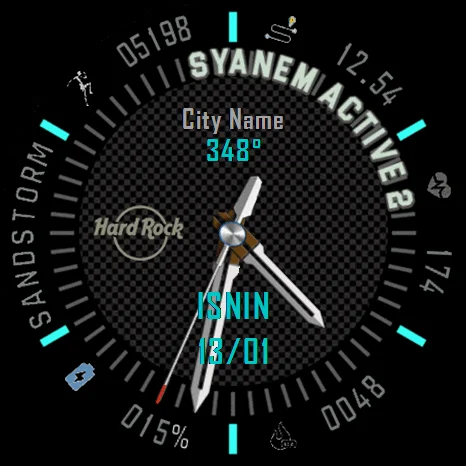 05198
12.54
SYANEM ACTIVE 2
City Name
348°
SANDSTORM
Hard Rock
174
ISNIN
13/01
015%
0048